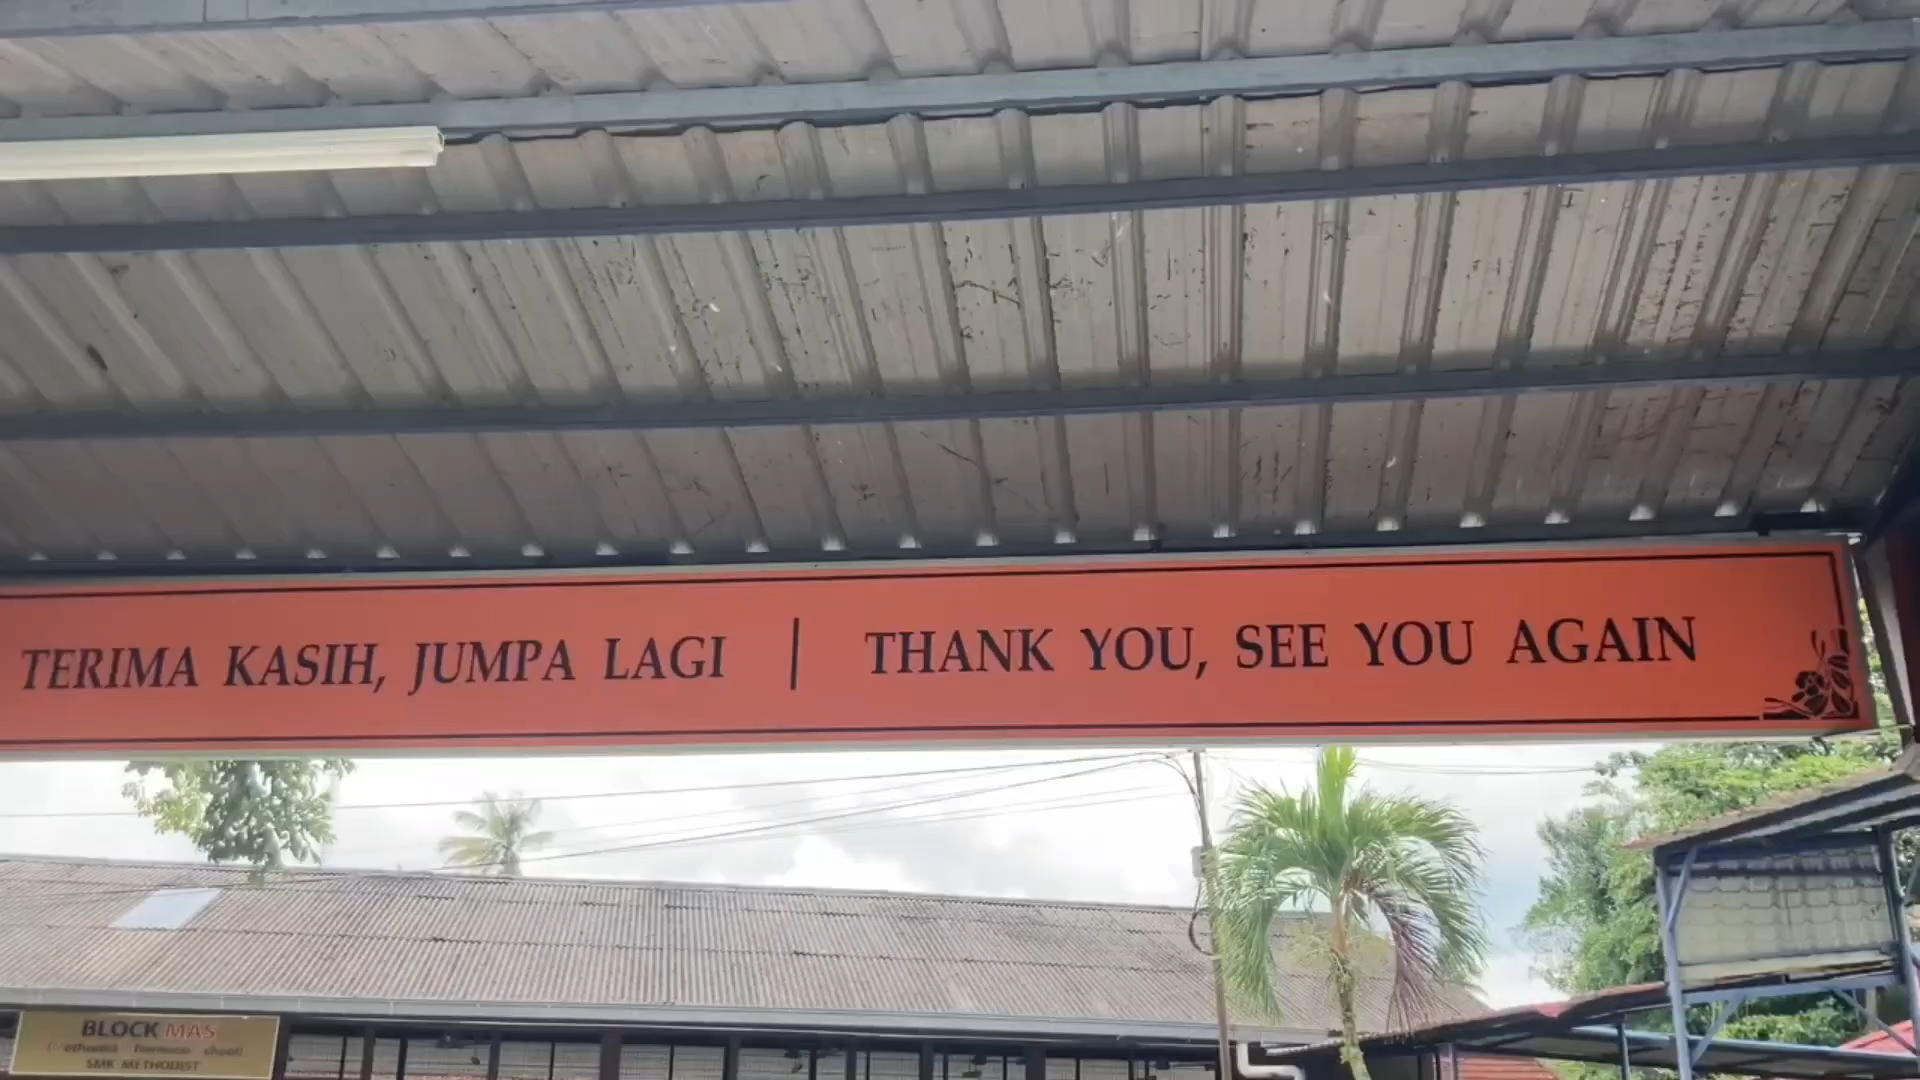 TERIMA KASIH, JUMPA LAGI | THANK YOU, SEE YOU AGAIN
BLOCK MAS
SMK METHODIST